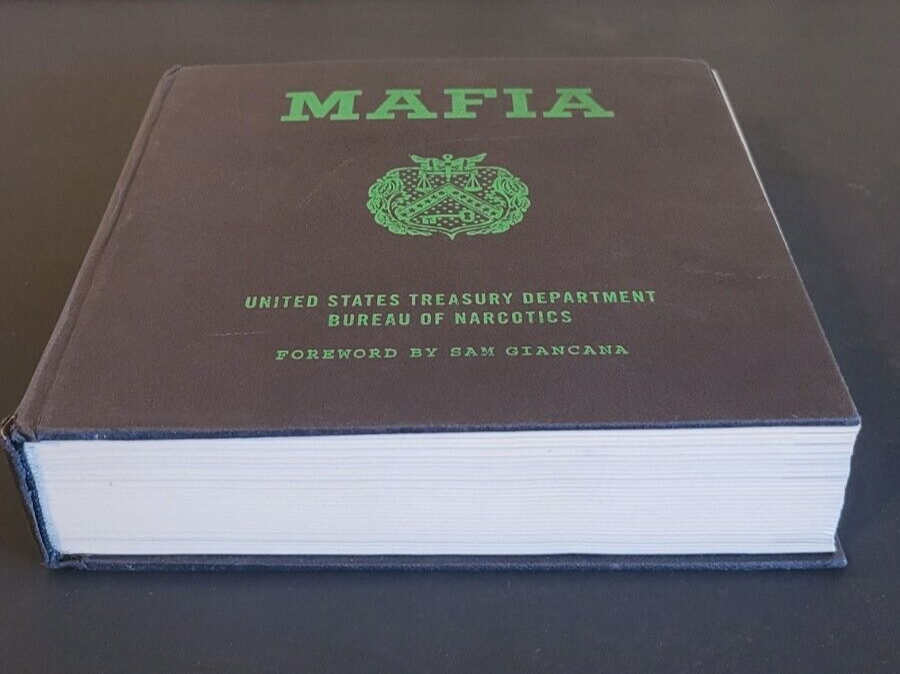 MAFIA
UNITED STATES TREASURY DEPARTMENT
BUREAU OF NARCOTICS
FOREWORD BY SAM GIANCANA